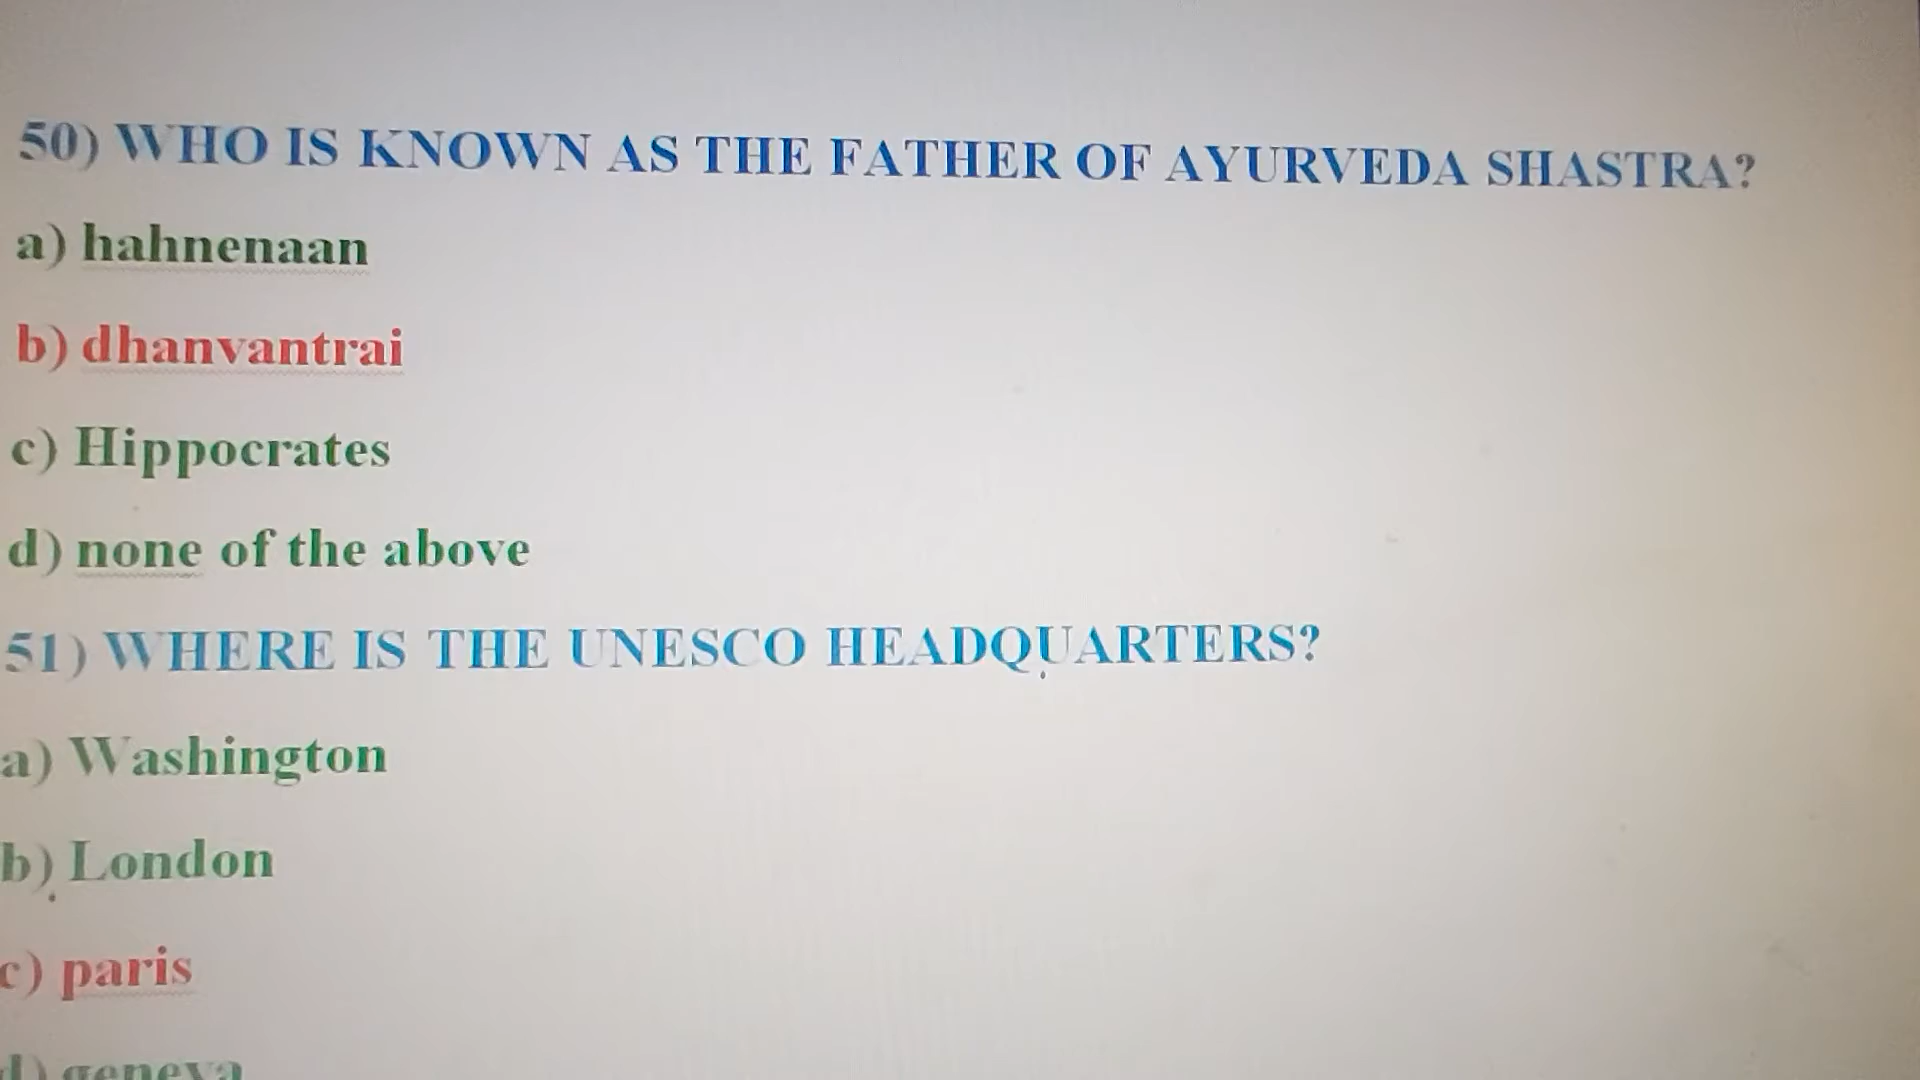 50) WHO IS KNOWN AS THE FATHER OF AYURVEDA SHASTRA?
a) hahnenaan
b) dhanvantrai
c) Hippocrates
d) none of the above
51) WHERE IS THE UNESCO HEADQUARTERS?
a) Washington
b) London
c) paris
d) geneva